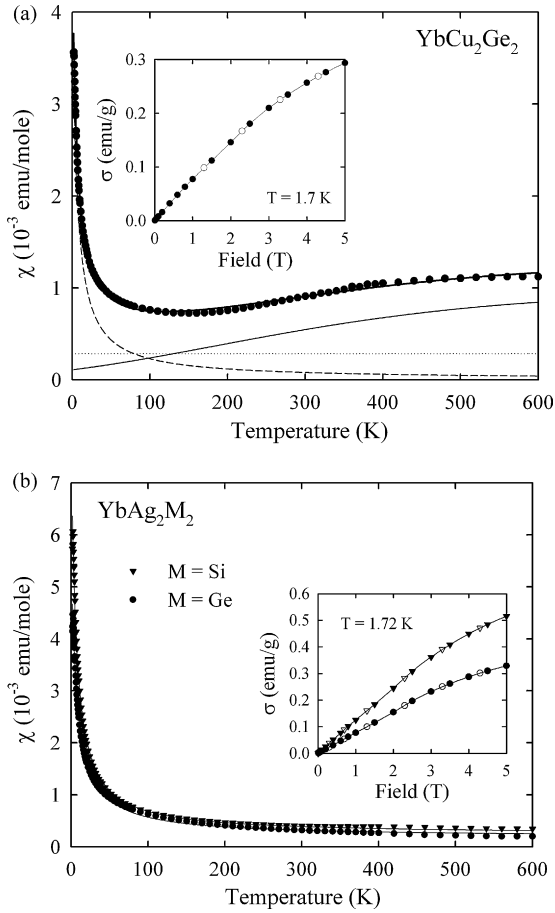 (a)
YbCu₂Ge₂
χ (10⁻³ emu/mole)
4
3
2
1
0
0 100 200 300 400 500 600
Temperature (K)
σ (emu/g)
0.3
0.2
0.1
0.0
T = 1.7 K
0 1 2 3 4 5
Field (T)
(b)
YbAg₂M₂
M = Si
M = Ge
χ (10⁻³ emu/mole)
7
6
5
4
3
2
1
0
0 100 200 300 400 500 600
Temperature (K)
σ (emu/g)
0.6
0.5
0.4
0.3
0.2
0.1
0.0
T = 1.72 K
0 1 2 3 4 5
Field (T)